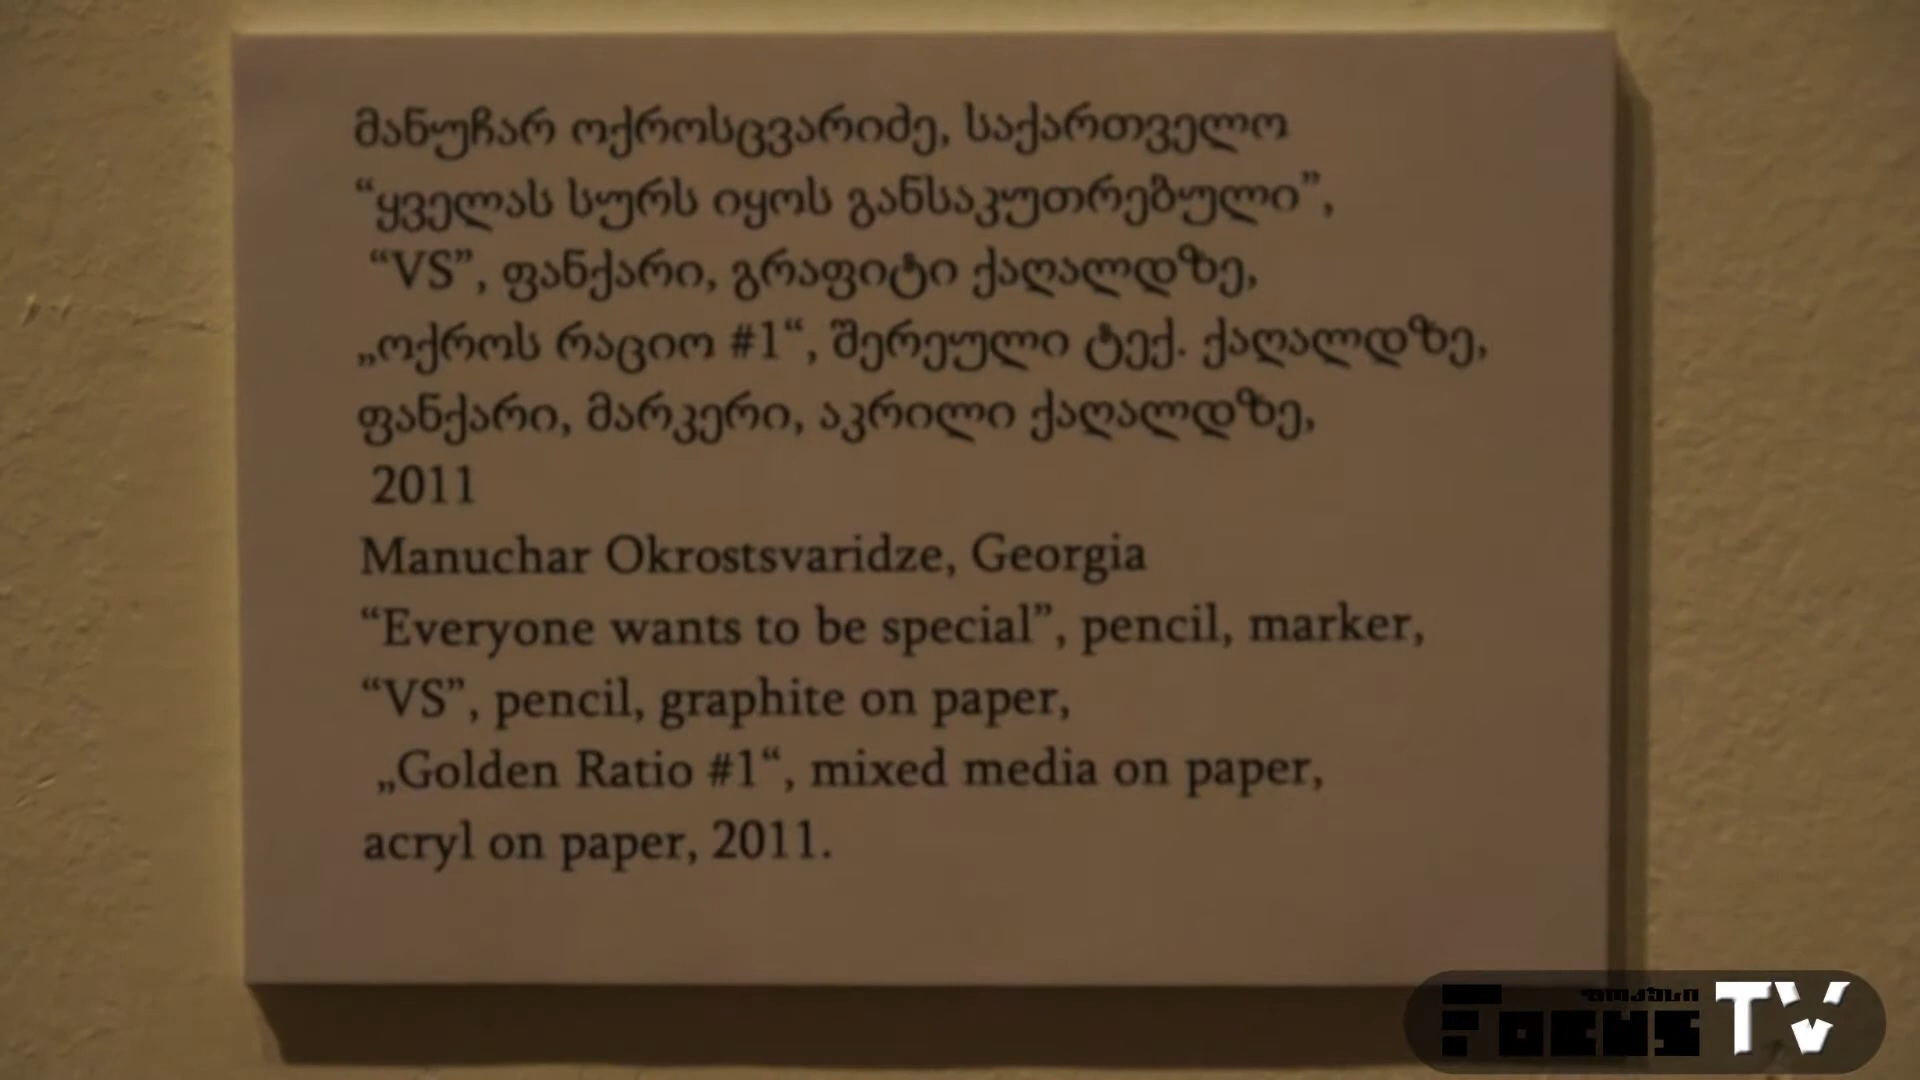 მანუჩარ ოქროსცვარიძე, საქართველო
“ყველას სურს იყოს განსაკუთრებული”,
“VS”, ფანქარი, გრაფიტი ქაღალდზე,
„ოქროს რაციო #1“, შერეული ტექ. ქაღალდზე,
ფანქარი, მარკერი, აკრილი ქაღალდზე,
2011
Manuchar Okrostsvaridze, Georgia
“Everyone wants to be special”, pencil, marker,
“VS”, pencil, graphite on paper,
„Golden Ratio #1“, mixed media on paper,
acryl on paper, 2011.
ფოკუსი
FOCUS TV